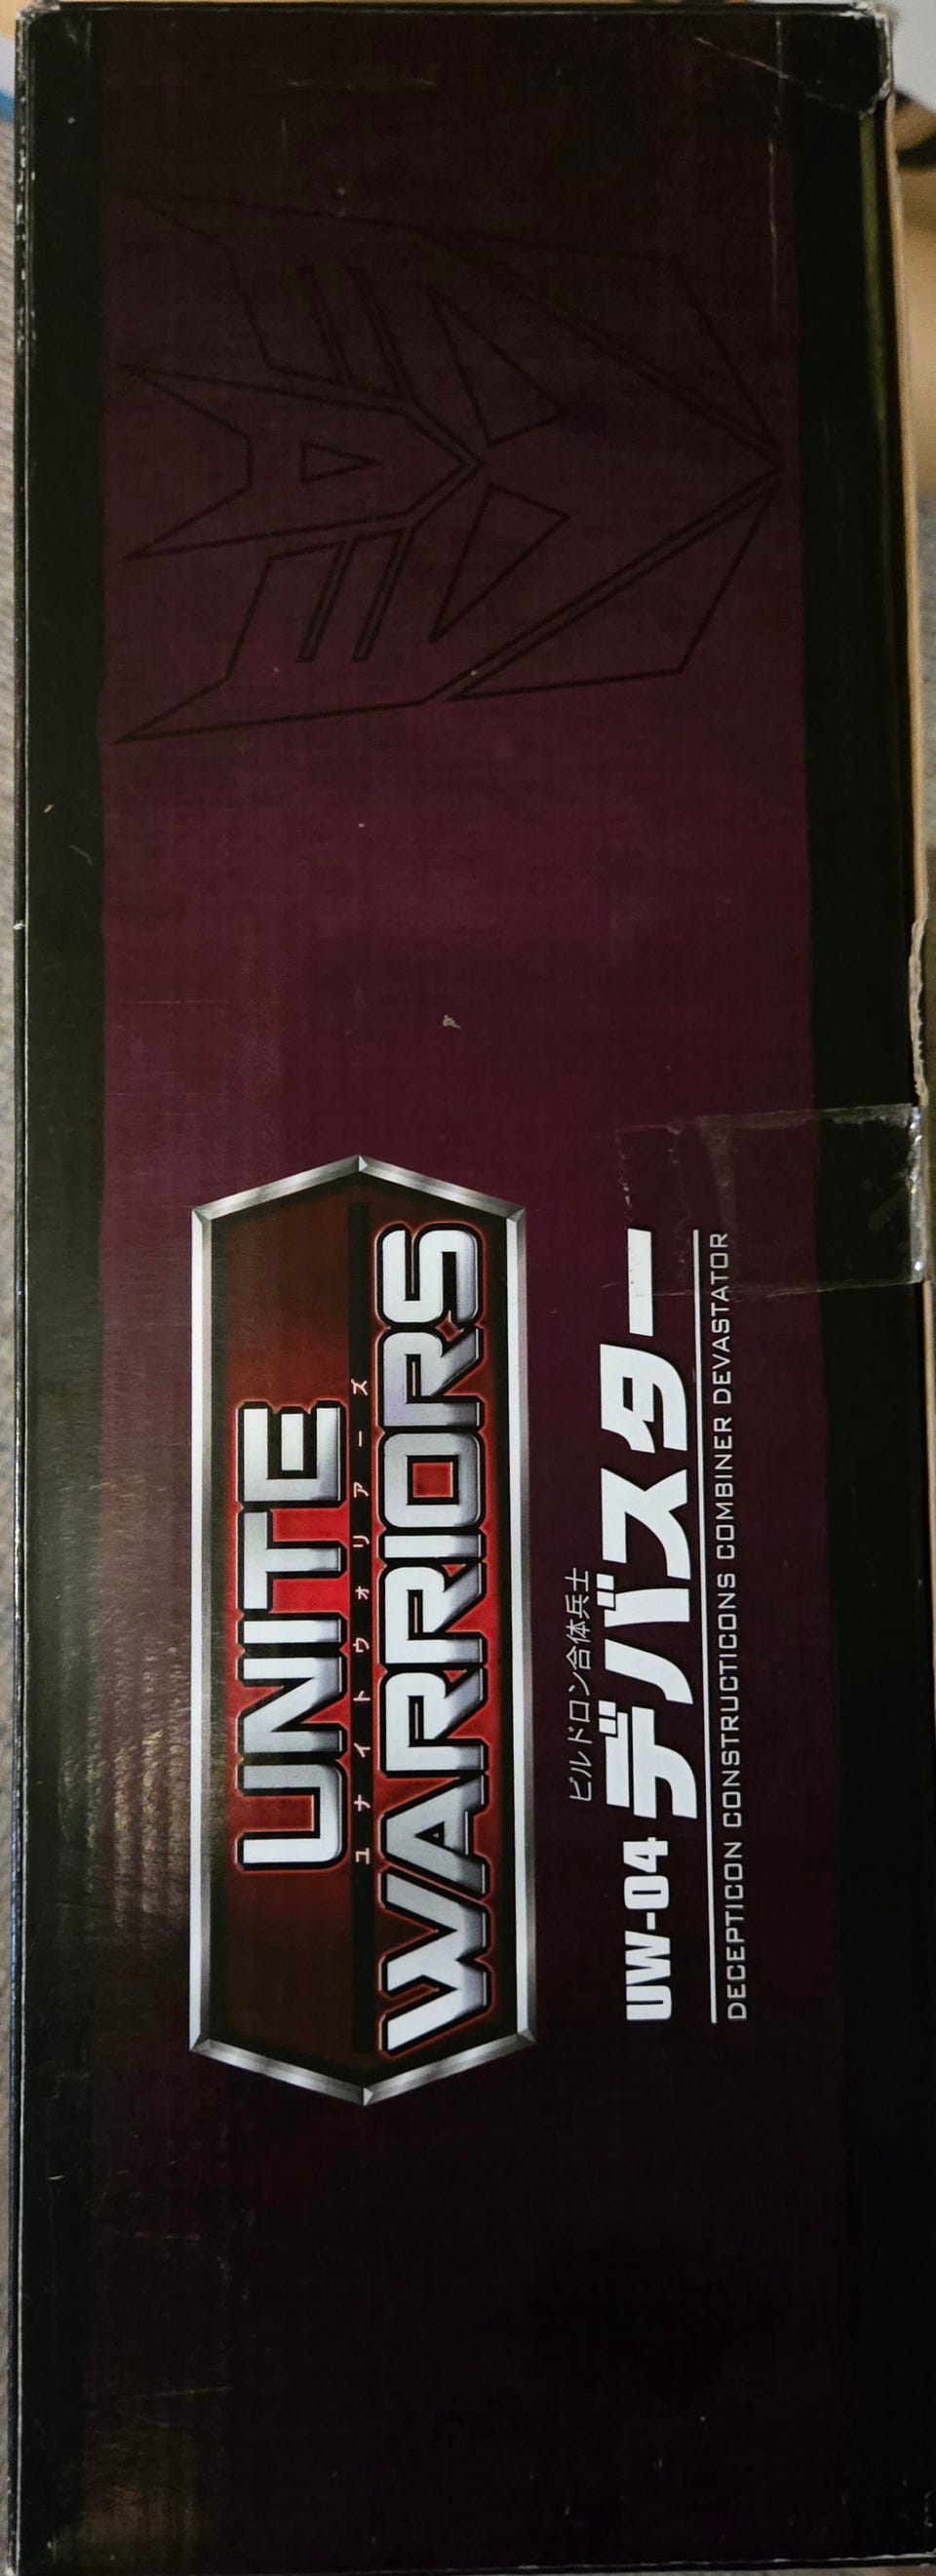 UNITE
ユナイトウォリアーズ
WARRIORS
ビルドロン合体兵士
UW-04 デバスター
DECEPTICON CONSTRUCTICONS COMBINER DEVASTATOR